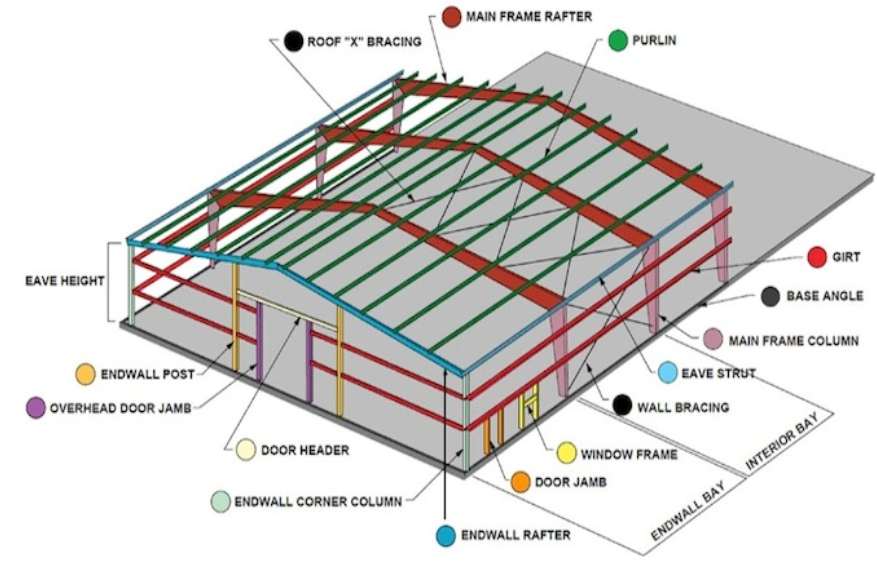 MAIN FRAME RAFTER
ROOF "X" BRACING
PURLIN
EAVE HEIGHT
GIRT
BASE ANGLE
MAIN FRAME COLUMN
ENDWALL POST
EAVE STRUT
OVERHEAD DOOR JAMB
WALL BRACING
DOOR HEADER
WINDOW FRAME
INTERIOR BAY
DOOR JAMB
ENDWALL CORNER COLUMN
ENDWALL BAY
ENDWALL RAFTER